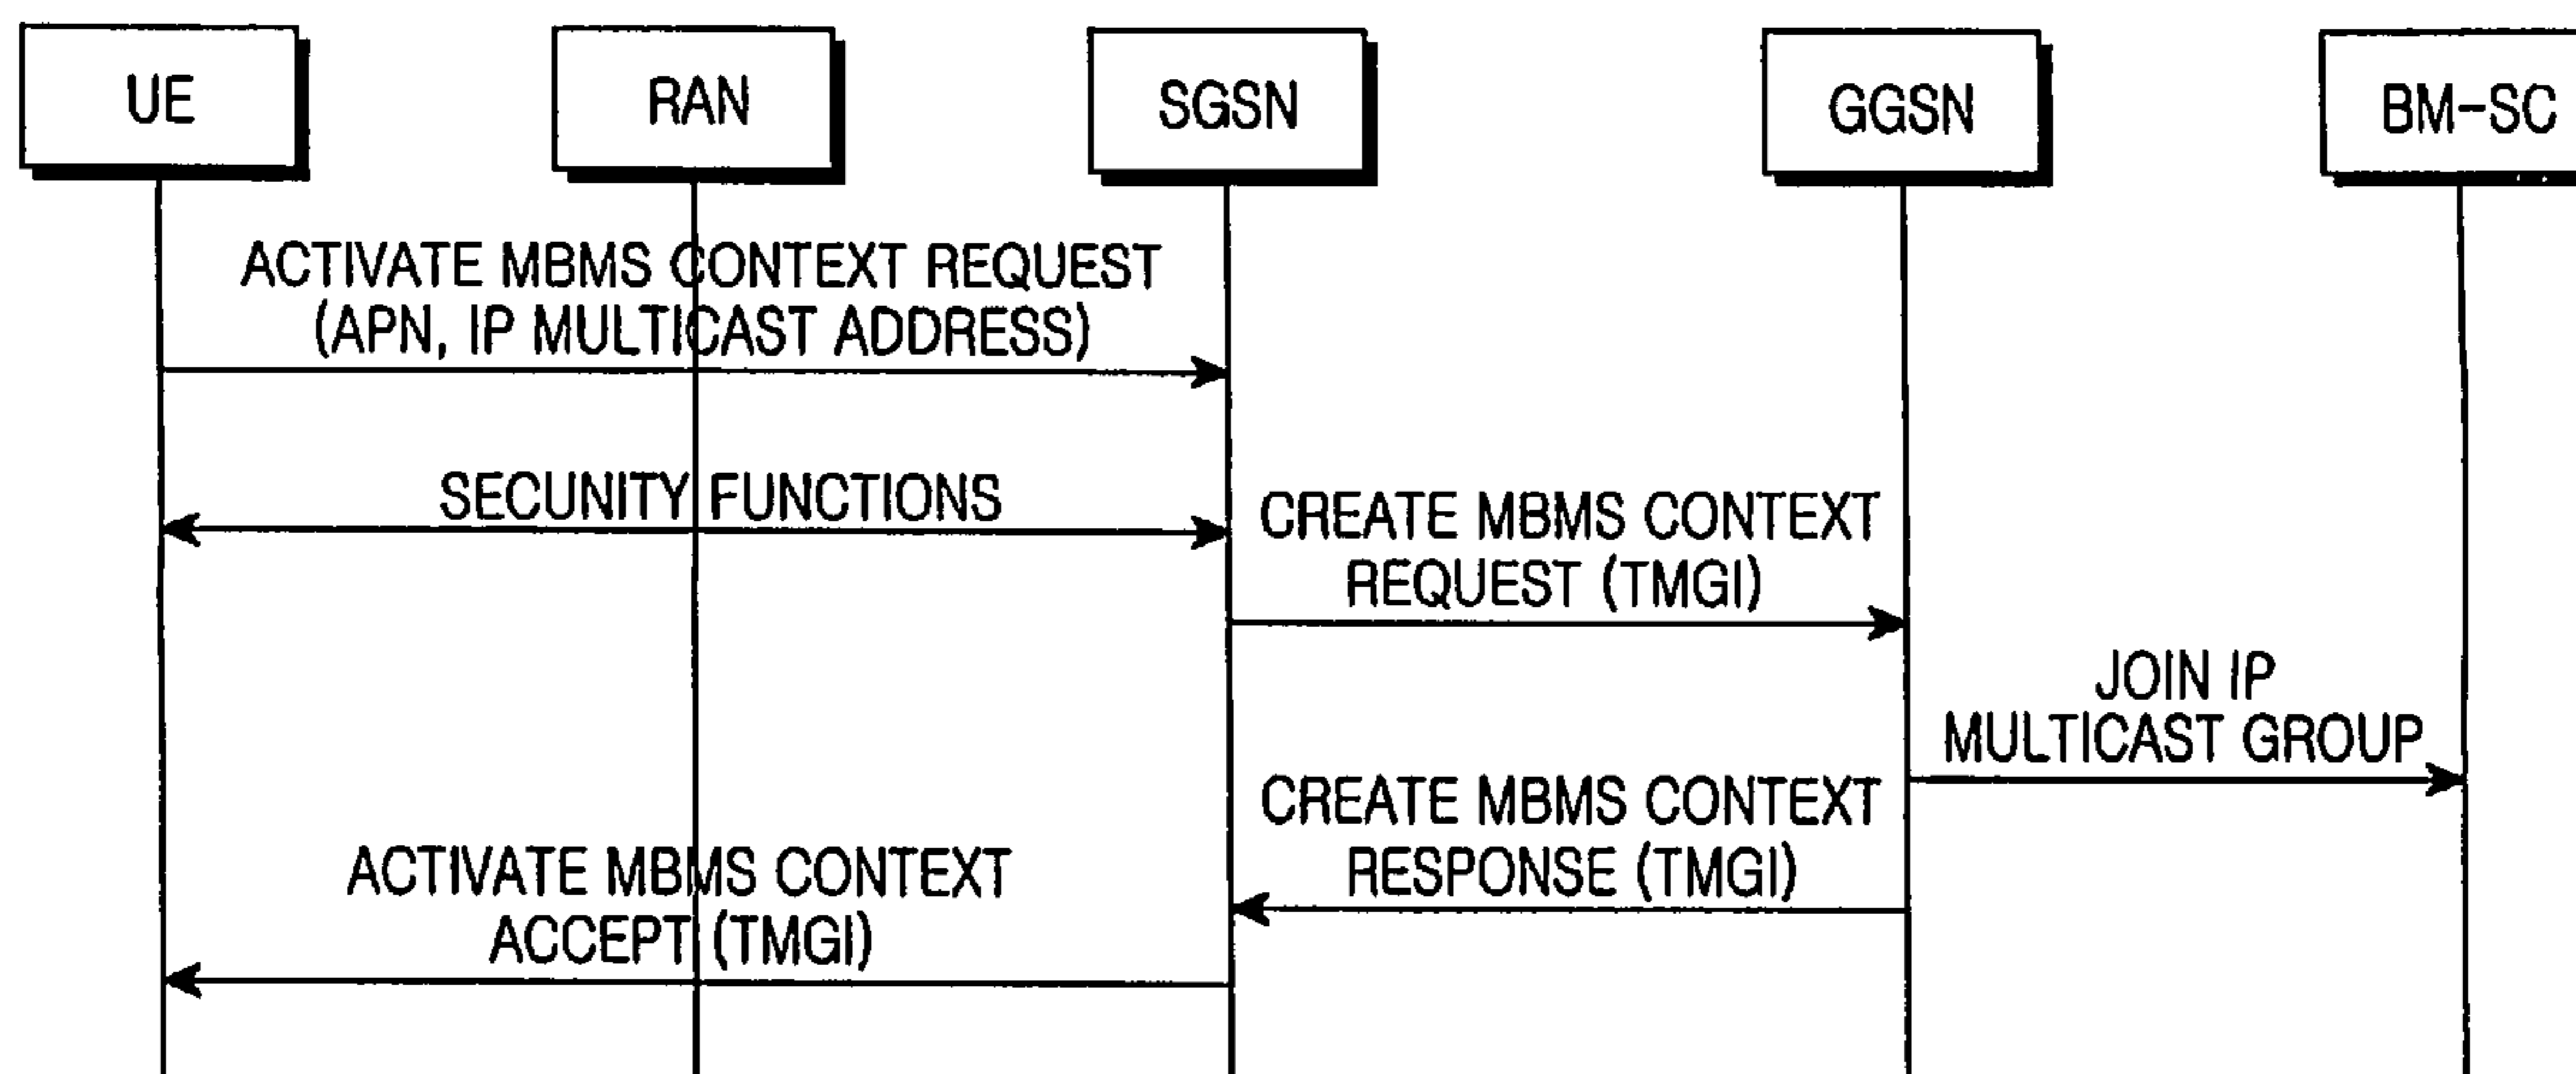 UE
RAN
SGSN
GGSN
BM-SC
ACTIVATE MBMS CONTEXT REQUEST
(APN, IP MULTICAST ADDRESS)
SECUNITY FUNCTIONS
CREATE MBMS CONTEXT
REQUEST (TMGI)
JOIN IP
MULTICAST GROUP
CREATE MBMS CONTEXT
RESPONSE (TMGI)
ACTIVATE MBMS CONTEXT
ACCEPT (TMGI)